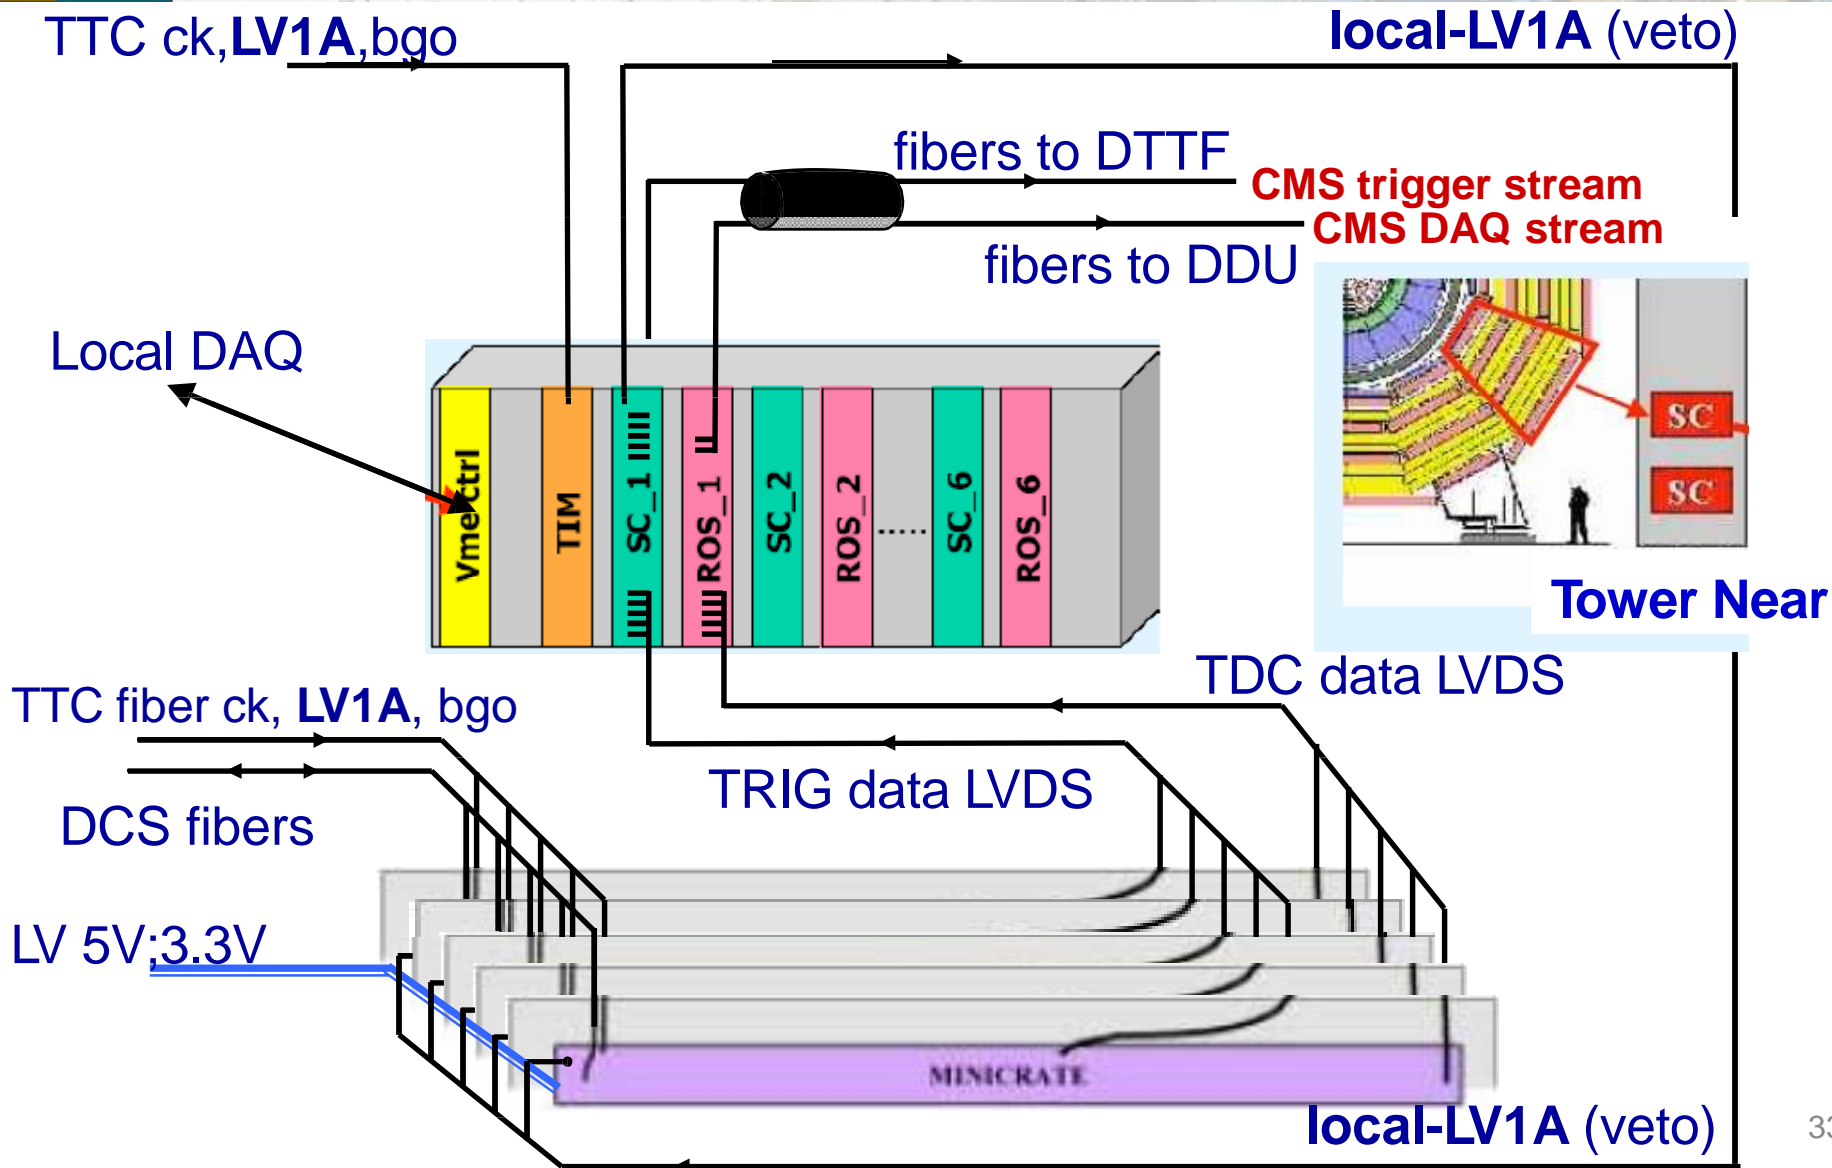 TTC ck,LV1A,bgo
local-LV1A (veto)
fibers to DTTF
CMS trigger stream
CMS DAQ stream
fibers to DDU
Local DAQ
Vmectrl
TIM
SC_1
ROS_1
SC_2
ROS_2
.....
SC_6
ROS_6
SC
SC
Tower Near
TDC data LVDS
TTC fiber ck, LV1A, bgo
TRIG data LVDS
DCS fibers
LV 5V;3.3V
MINICRATE
local-LV1A (veto)
33